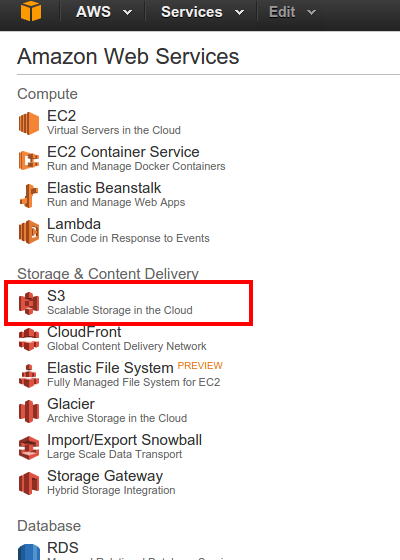 AWS Services Edit
Amazon Web Services
Compute
EC2
Virtual Servers in the Cloud
EC2 Container Service
Run and Manage Docker Containers
Elastic Beanstalk
Run and Manage Web Apps
Lambda
Run Code in Response to Events
Storage & Content Delivery
S3
Scalable Storage in the Cloud
CloudFront
Global Content Delivery Network
Elastic File System PREVIEW
Fully Managed File System for EC2
Glacier
Archive Storage in the Cloud
Import/Export Snowball
Large Scale Data Transport
Storage Gateway
Hybrid Storage Integration
Database
RDS